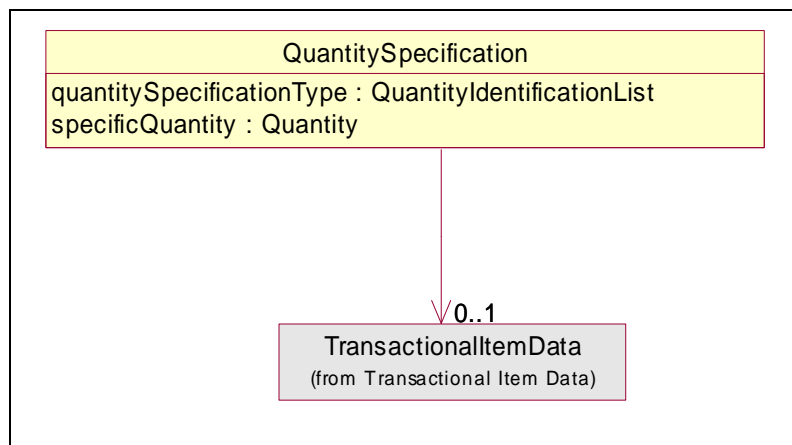 QuantitySpecification
quantitySpecificationType : QuantityIdentificationList
specificQuantity : Quantity
0..1
TransactionalItemData
(from Transactional Item Data)